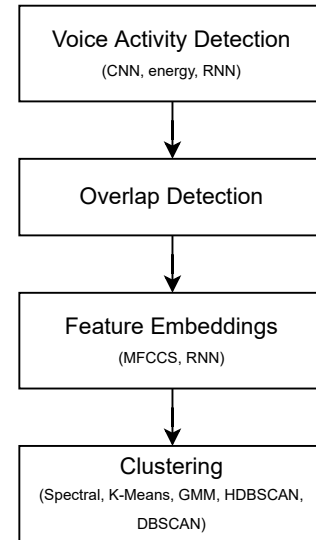 Voice Activity Detection
(CNN, energy, RNN)
Overlap Detection
Feature Embeddings
(MFCCS, RNN)
Clustering
(Spectral, K-Means, GMM, HDBSCAN,
DBSCAN)